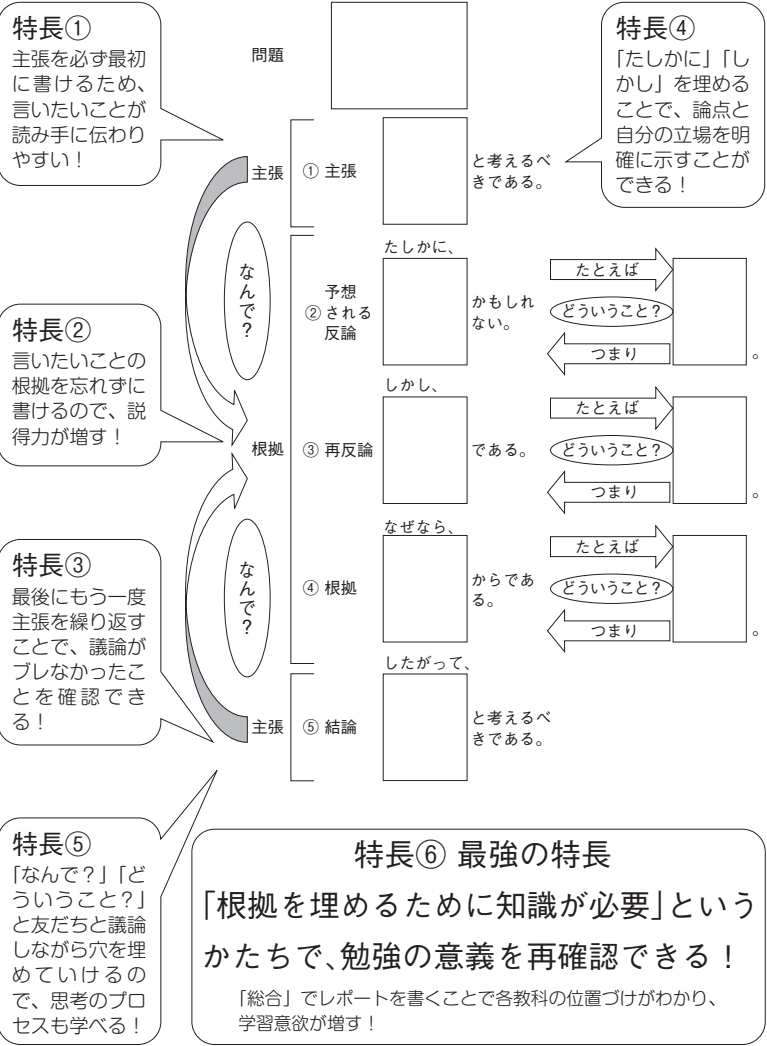 特長①
主張を必ず最初
に書けるため、
言いたいことが
読み手に伝わり
やすい！
問題
特長④
「たしかに」「し
かし」を埋める
ことで、論点と
自分の立場を明
確に示すことが
できる！
主張
① 主張
と考えるべ
きである。
なんで？
特長②
言いたいことの
根拠を忘れずに
書けるので、説
得力が増す！
たしかに、
予想
②される
反論
かもしれ
ない。
たとえば
どういうこと？
つまり
。
しかし、
根拠
③ 再反論
である。
たとえば
どういうこと？
つまり
。
なぜなら、
④ 根拠
からであ
る。
たとえば
どういうこと？
つまり
。
なんで？
特長③
最後にもう一度
主張を繰り返す
ことで、議論が
ブレなかったこ
とを確認でき
る！
したがって、
主張
⑤ 結論
と考えるべ
きである。
特長⑤
「なんで？」「ど
ういうこと？」
と友だちと議論
しながら穴を埋
めていけるの
で、思考のプロ
セスも学べる！
特長⑥ 最強の特長
「根拠を埋めるために知識が必要」という
かたちで、勉強の意義を再確認できる！
「総合」でレポートを書くことで各教科の位置づけがわかり、
学習意欲が増す！